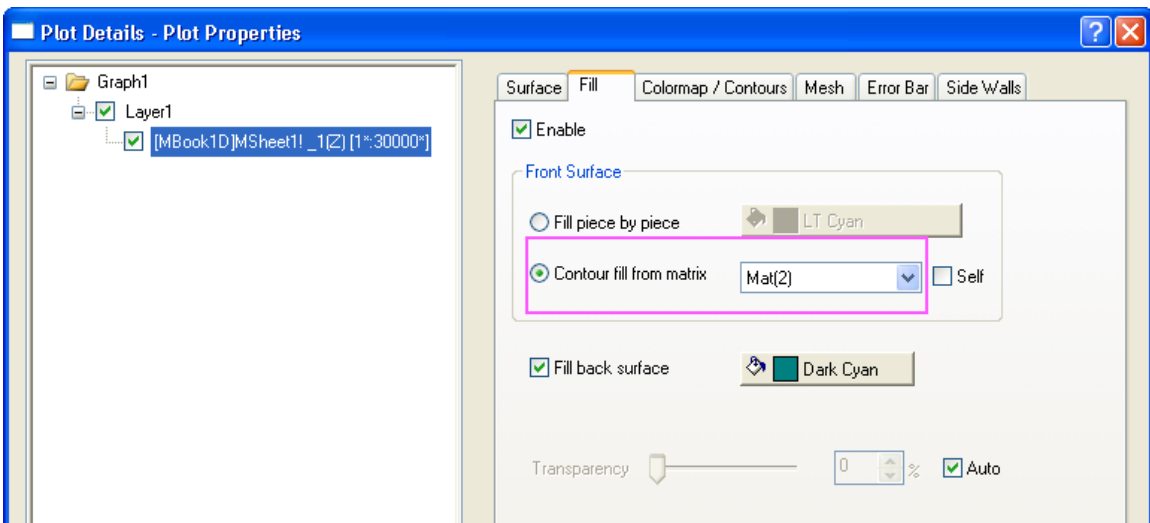 Plot Details - Plot Properties
Graph1
Layer1
[MBook1D]MSheet1! _1(Z) [1*:30000*]
Surface Fill Colormap / Contours Mesh Error Bar Side Walls
Enable
Front Surface
Fill piece by piece LT Cyan
Contour fill from matrix Mat(2) Self
Fill back surface Dark Cyan
Transparency 0 % Auto